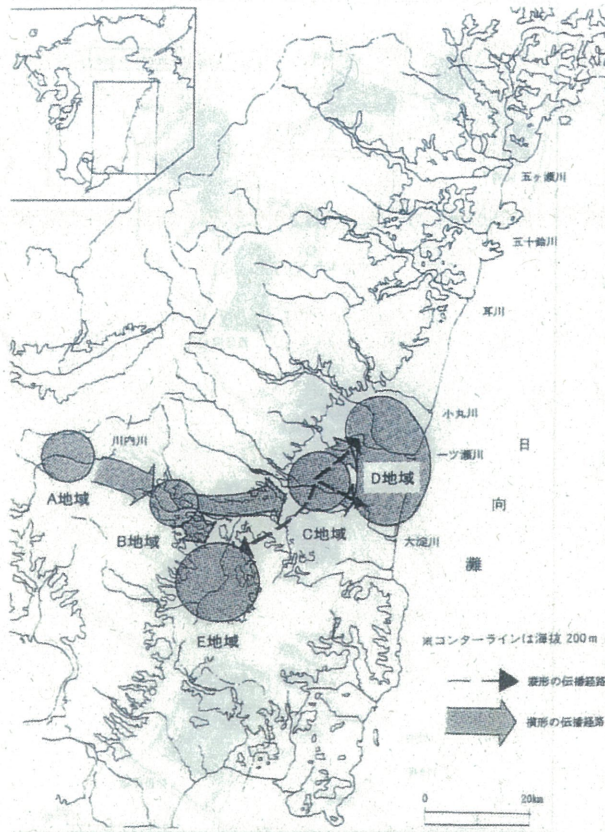 五ヶ瀬川
五十鈴川
耳川
小丸川
川内川
一ツ瀬川
日向灘
A地域
D地域
B地域
C地域
大淀川
E地域
※コンターラインは海抜 200m
形の伝播経路
横形の伝播経路
0 20km